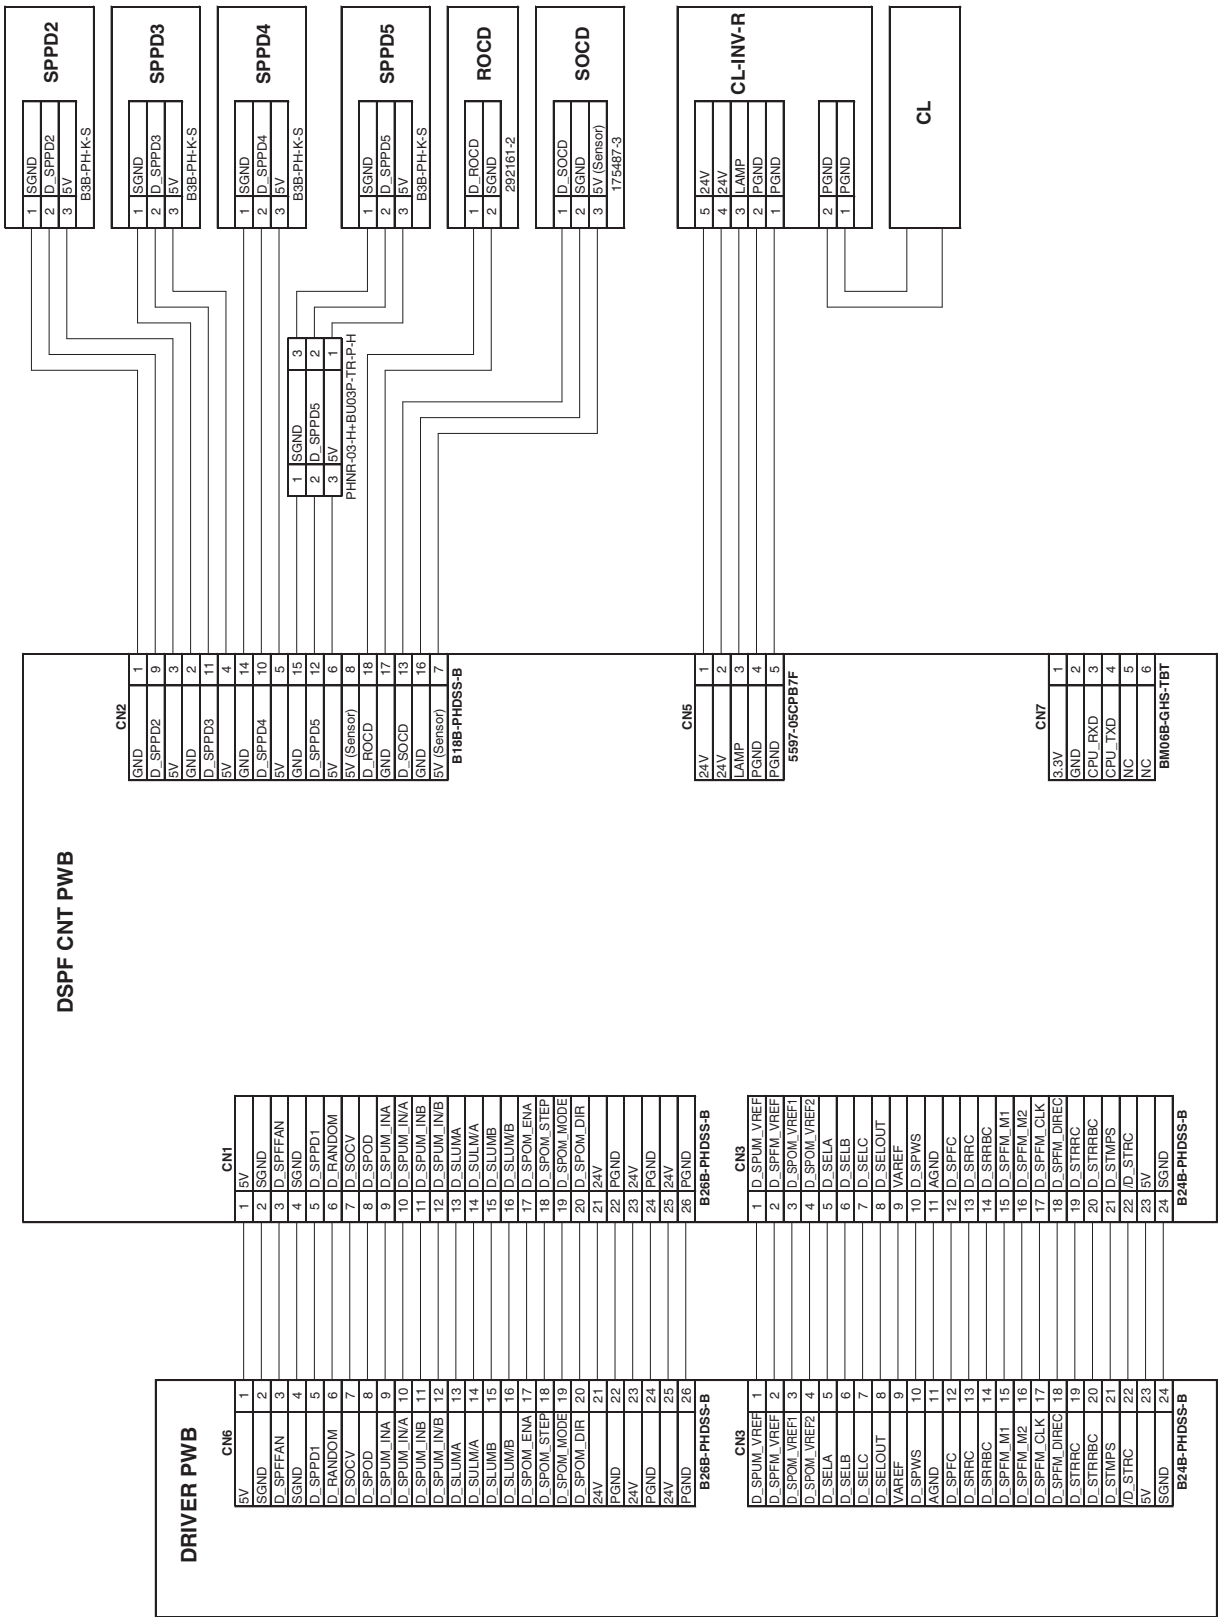 SPPD2
1 SGND
2 D_SPPD2
3 5V
B3B-PH-K-S
SPPD3
1 SGND
2 D_SPPD3
3 5V
B3B-PH-K-S
SPPD4
1 SGND
2 D_SPPD4
3 5V
B3B-PH-K-S
SPPD5
1 SGND
2 D_SPPD5
3 5V
B3B-PH-K-S
ROCD
1 D_ROCD
2 SGND
292161-2
SOCD
1 D_SOCD
2 SGND
3 5V (Sensor)
175487-3
CL-INV-R
5 24V
4 24V
3 LAMP
2 PGND
1 PGND
2 PGND
1 PGND
CL
1 SGND 3
2 D_SPPD5 2
3 5V 1
PHNR-03-H+BU03P-TR-P-H
DSPF CNT PWB
CN2
GND 1
D_SPPD2 9
5V 3
GND 2
D_SPPD3 11
5V 4
GND 14
D_SPPD4 10
5V 5
GND 15
D_SPPD5 12
5V 6
5V (Sensor) 8
D_ROCD 18
GND 17
D_SOCD 13
GND 16
5V (Sensor) 7
B18B-PHDSS-B
CN5
24V 1
24V 2
LAMP 3
PGND 4
PGND 5
5597-05CPB7F
CN7
3.3V 1
GND 2
CPU_RXD 3
CPU_TXD 4
NC 5
NC 6
BM06B-GHS-TBT
CN1
1 5V
2 SGND
3 D_SPFFAN
4 SGND
5 D_SPPD1
6 D_RANDOM
7 D_SOCV
8 D_SPOD
9 D_SPUM_INA
10 D_SPUM_IN/A
11 D_SPUM_INB
12 D_SPUM_IN/B
13 D_SLUMA
14 D_SULM/A
15 D_SLUMB
16 D_SLUM/B
17 D_SPOM_ENA
18 D_SPOM_STEP
19 D_SPOM_MODE
20 D_SPOM_DIR
21 24V
22 PGND
23 24V
24 PGND
25 24V
26 PGND
B26B-PHDSS-B
CN3
1 D_SPUM_VREF
2 D_SPFM_VREF
3 D_SPOM_VREF1
4 D_SPOM_VREF2
5 D_SELA
6 D_SELB
7 D_SELC
8 D_SELOUT
9 VAREF
10 D_SPWS
11 AGND
12 D_SPFC
13 D_SRRC
14 D_SRRBC
15 D_SPFM_M1
16 D_SPFM_M2
17 D_SPFM_CLK
18 D_SPFM_DIREC
19 D_STRRC
20 D_STRRBC
21 D_STMPS
22 /D_STRC
23 5V
24 SGND
B24B-PHDSS-B
DRIVER PWB
CN6
5V 1
SGND 2
D_SPFFAN 3
SGND 4
D_SPPD1 5
D_RANDOM 6
D_SOCV 7
D_SPOD 8
D_SPUM_INA 9
D_SPUM_IN/A 10
D_SPUM_INB 11
D_SPUM_IN/B 12
D_SLUMA 13
D_SULM/A 14
D_SLUMB 15
D_SLUM/B 16
D_SPOM_ENA 17
D_SPOM_STEP 18
D_SPOM_MODE 19
D_SPOM_DIR 20
24V 21
PGND 22
24V 23
PGND 24
24V 25
PGND 26
B26B-PHDSS-B
CN3
D_SPUM_VREF 1
D_SPFM_VREF 2
D_SPOM_VREF1 3
D_SPOM_VREF2 4
D_SELA 5
D_SELB 6
D_SELC 7
D_SELOUT 8
VAREF 9
D_SPWS 10
AGND 11
D_SPFC 12
D_SRRC 13
D_SRRBC 14
D_SPFM_M1 15
D_SPFM_M2 16
D_SPFM_CLK 17
D_SPFM_DIREC 18
D_STRRC 19
D_STRRBC 20
D_STMPS 21
/D_STRC 22
5V 23
SGND 24
B24B-PHDSS-B